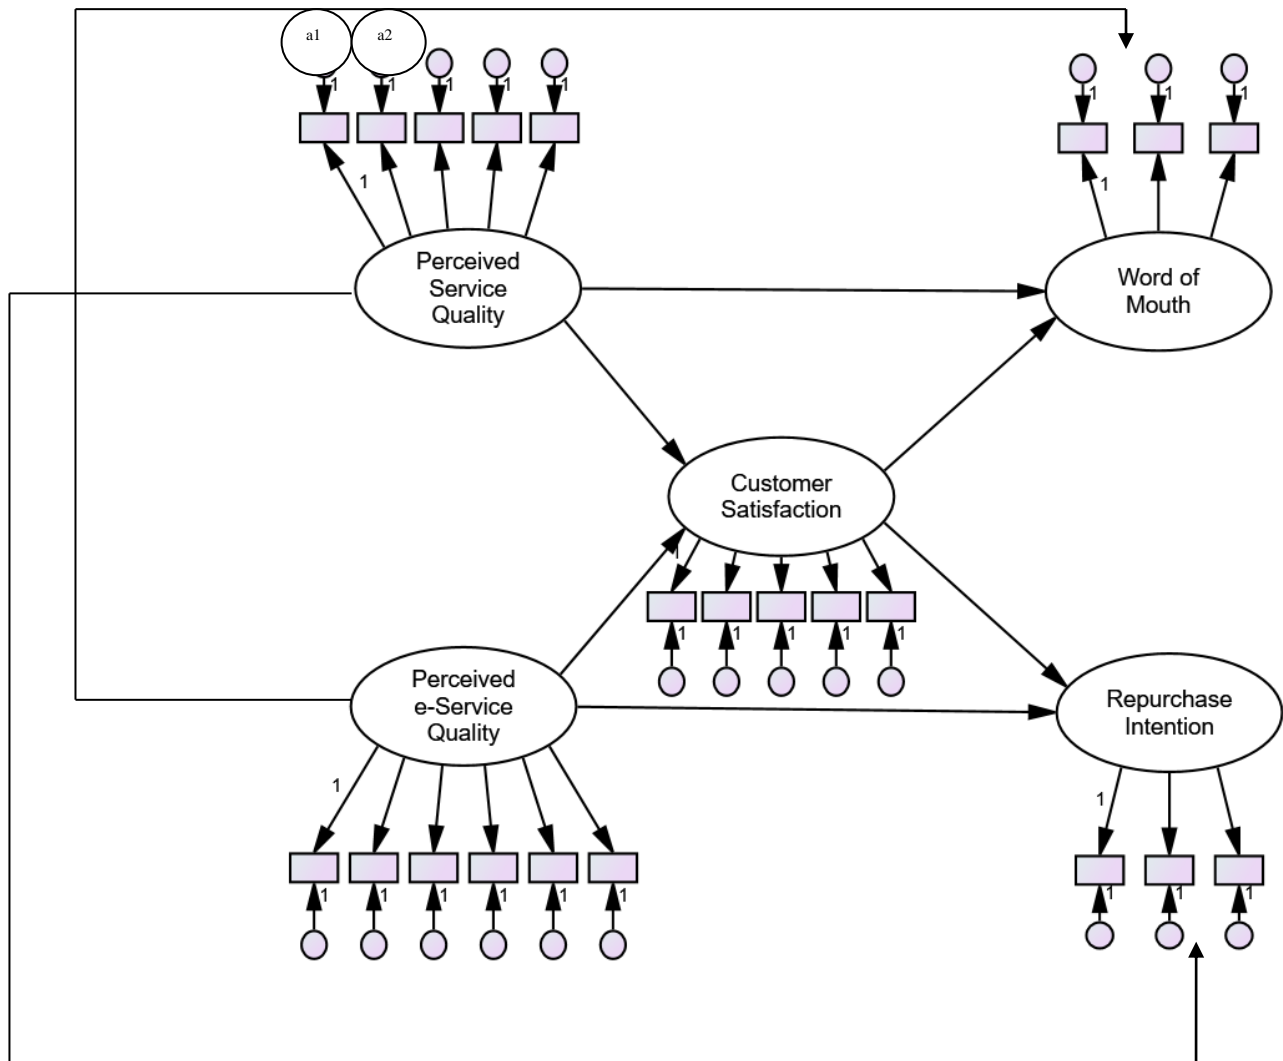 a1
a2
1
1
1
1
1
1
1
1
1
1
Perceived
Service
Quality
Word of
Mouth
Customer
Satisfaction
1
1
1
1
1
1
Perceived
e-Service
Quality
Repurchase
Intention
1
1
1
1
1
1
1
1
1
1
1